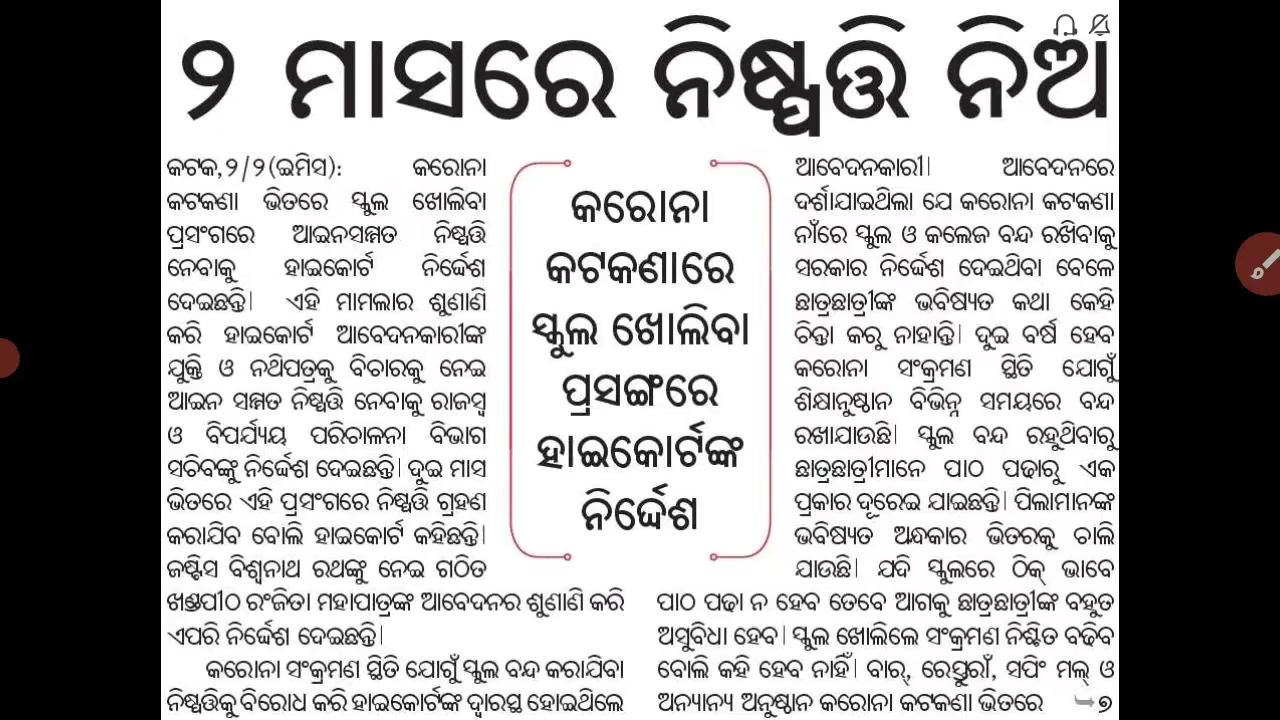 ୨ ମାସରେ ନିଷ୍ପତ୍ତି ନିଅ
କଟକ,୨/୨(ଇମିସ): କରୋନା
କଟକଣା ଭିତରେ ସ୍କୁଲ ଖୋଲିବା
ପ୍ରସଂଗରେ ଆଇନସମ୍ମତ ନିଷ୍ପତ୍ତି
ନେବାକୁ ହାଇକୋର୍ଟ ନିର୍ଦ୍ଦେଶ
ଦେଇଛନ୍ତି। ଏହି ମାମଲାର ଶୁଣାଣି
କରି ହାଇକୋର୍ଟ ଆବେଦନକାରୀଙ୍କ
ଯୁକ୍ତି ଓ ନଥିପତ୍ରକୁ ବିଚାରକୁ ନେଇ
ଆଇନ ସମ୍ମତ ନିଷ୍ପତ୍ତି ନେବାକୁ ରାଜସ୍ୱ
ଓ ବିପର୍ଯ୍ୟୟ ପରିଚାଳନା ବିଭାଗ
ସଚିବଙ୍କୁ ନିର୍ଦ୍ଦେଶ ଦେଇଛନ୍ତି। ଦୁଇ ମାସ
ଭିତରେ ଏହି ପ୍ରସଂଗରେ ନିଷ୍ପତ୍ତି ଗ୍ରହଣ
କରାଯିବ ବୋଲି ହାଇକୋର୍ଟ କହିଛନ୍ତି।
ଜଷ୍ଟିସ ବିଶ୍ୱନାଥ ରଥଙ୍କୁ ନେଇ ଗଠିତ
ଖଣ୍ଡପୀଠ ରଂଜିତା ମହାପାତ୍ରଙ୍କ ଆବେଦନର ଶୁଣାଣି କରି
ଏପରି ନିର୍ଦ୍ଦେଶ ଦେଇଛନ୍ତି।
କରୋନା ସଂକ୍ରମଣ ସ୍ଥିତି ଯୋଗୁଁ ସ୍କୁଲ ବନ୍ଦ କରାଯିବା
ନିଷ୍ପତ୍ତିକୁ ବିରୋଧ କରି ହାଇକୋର୍ଟଙ୍କ ଦ୍ୱାରସ୍ଥ ହୋଇଥିଲେ
କରୋନା
କଟକଣାରେ
ସ୍କୁଲ ଖୋଲିବା
ପ୍ରସଙ୍ଗରେ
ହାଇକୋର୍ଟଙ୍କ
ନିର୍ଦ୍ଦେଶ
ଆବେଦନକାରୀ। ଆବେଦନରେ
ଦର୍ଶାଯାଇଥିଲା ଯେ କରୋନା କଟକଣା
ନାଁରେ ସ୍କୁଲ ଓ କଲେଜ ବନ୍ଦ ରଖିବାକୁ
ସରକାର ନିର୍ଦ୍ଦେଶ ଦେଇଥିବା ବେଳେ
ଛାତ୍ରଛାତ୍ରୀଙ୍କ ଭବିଷ୍ୟତ କଥା କେହି
ଚିନ୍ତା କରୁ ନାହାନ୍ତି। ଦୁଇ ବର୍ଷ ହେବ
କରୋନା ସଂକ୍ରମଣ ସ୍ଥିତି ଯୋଗୁଁ
ଶିକ୍ଷାନୁଷ୍ଠାନ ବିଭିନ୍ନ ସମୟରେ ବନ୍ଦ
ରଖାଯାଉଛି। ସ୍କୁଲ ବନ୍ଦ ରହୁଥିବାରୁ
ଛାତ୍ରଛାତ୍ରୀମାନେ ପାଠ ପଢାରୁ ଏକ
ପ୍ରକାର ଦୂରେଇ ଯାଇଛନ୍ତି। ପିଲାମାନଙ୍କ
ଭବିଷ୍ୟତ ଅନ୍ଧକାର ଭିତରକୁ ଚାଲି
ଯାଉଛି। ଯଦି ସ୍କୁଲରେ ଠିକ୍ ଭାବେ
ପାଠ ପଢା ନ ହେବ ତେବେ ଆଗକୁ ଛାତ୍ରଛାତ୍ରୀଙ୍କ ବହୁତ
ଅସୁବିଧା ହେବ। ସ୍କୁଲ ଖୋଲିଲେ ସଂକ୍ରମଣ ନିଶ୍ଚିତ ବଢିବ
ବୋଲି କହି ହେବ ନାହିଁ। ବାର୍, ରେସ୍ତୁରାଁ, ସପିଂ ମଲ୍ ଓ
ଅନ୍ୟାନ୍ୟ ଅନୁଷ୍ଠାନ କରୋନା କଟକଣା ଭିତରେ ୭